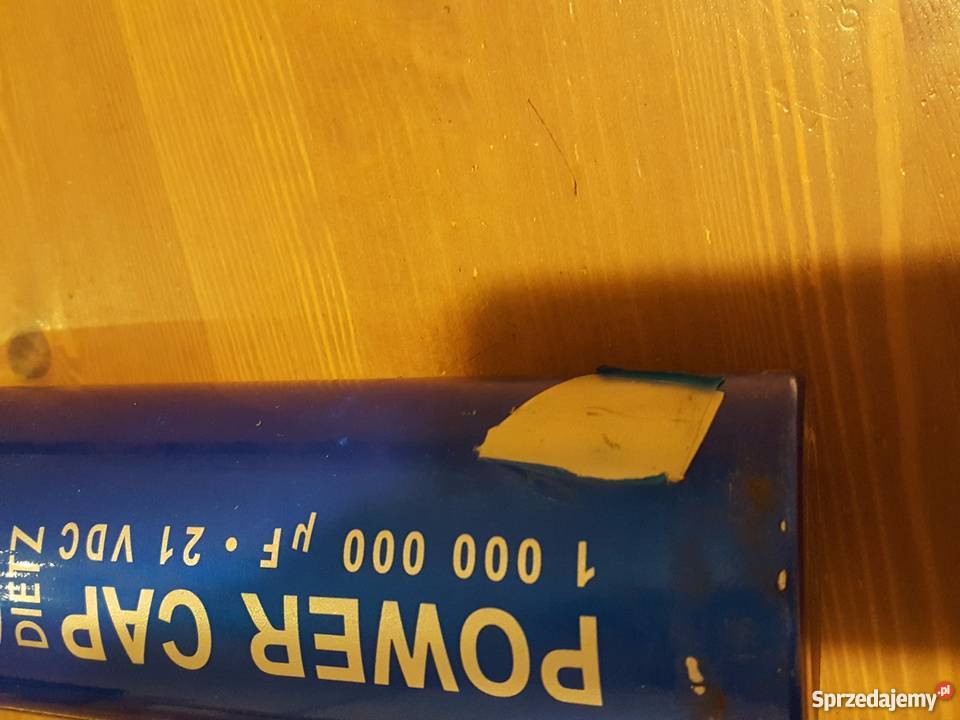 POWER CAP
1 000 000 µF • 21 VDC
DIETZ
Sprzedajemy.pl